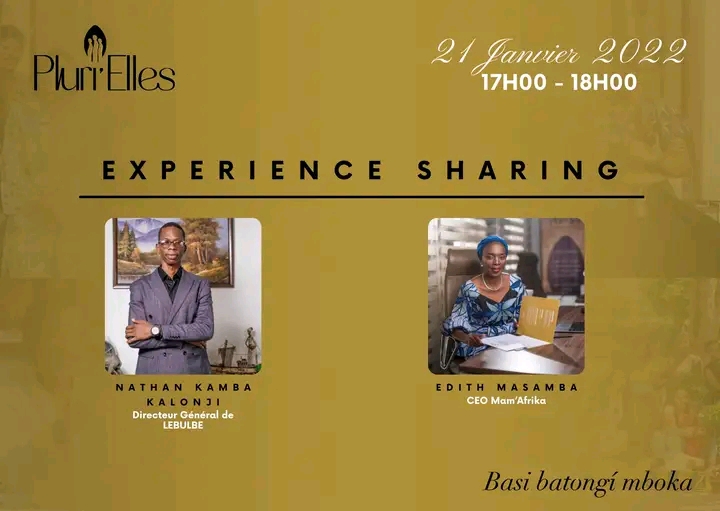 Pluri'Elles
21 Janvier 2022
17H00 - 18H00
EXPERIENCE SHARING
NATHAN KAMBA
KALONJI
Directeur Général de
LEBULBE
EDITH MASAMBA
CEO Mam'Afrika
Basi batongí mboka